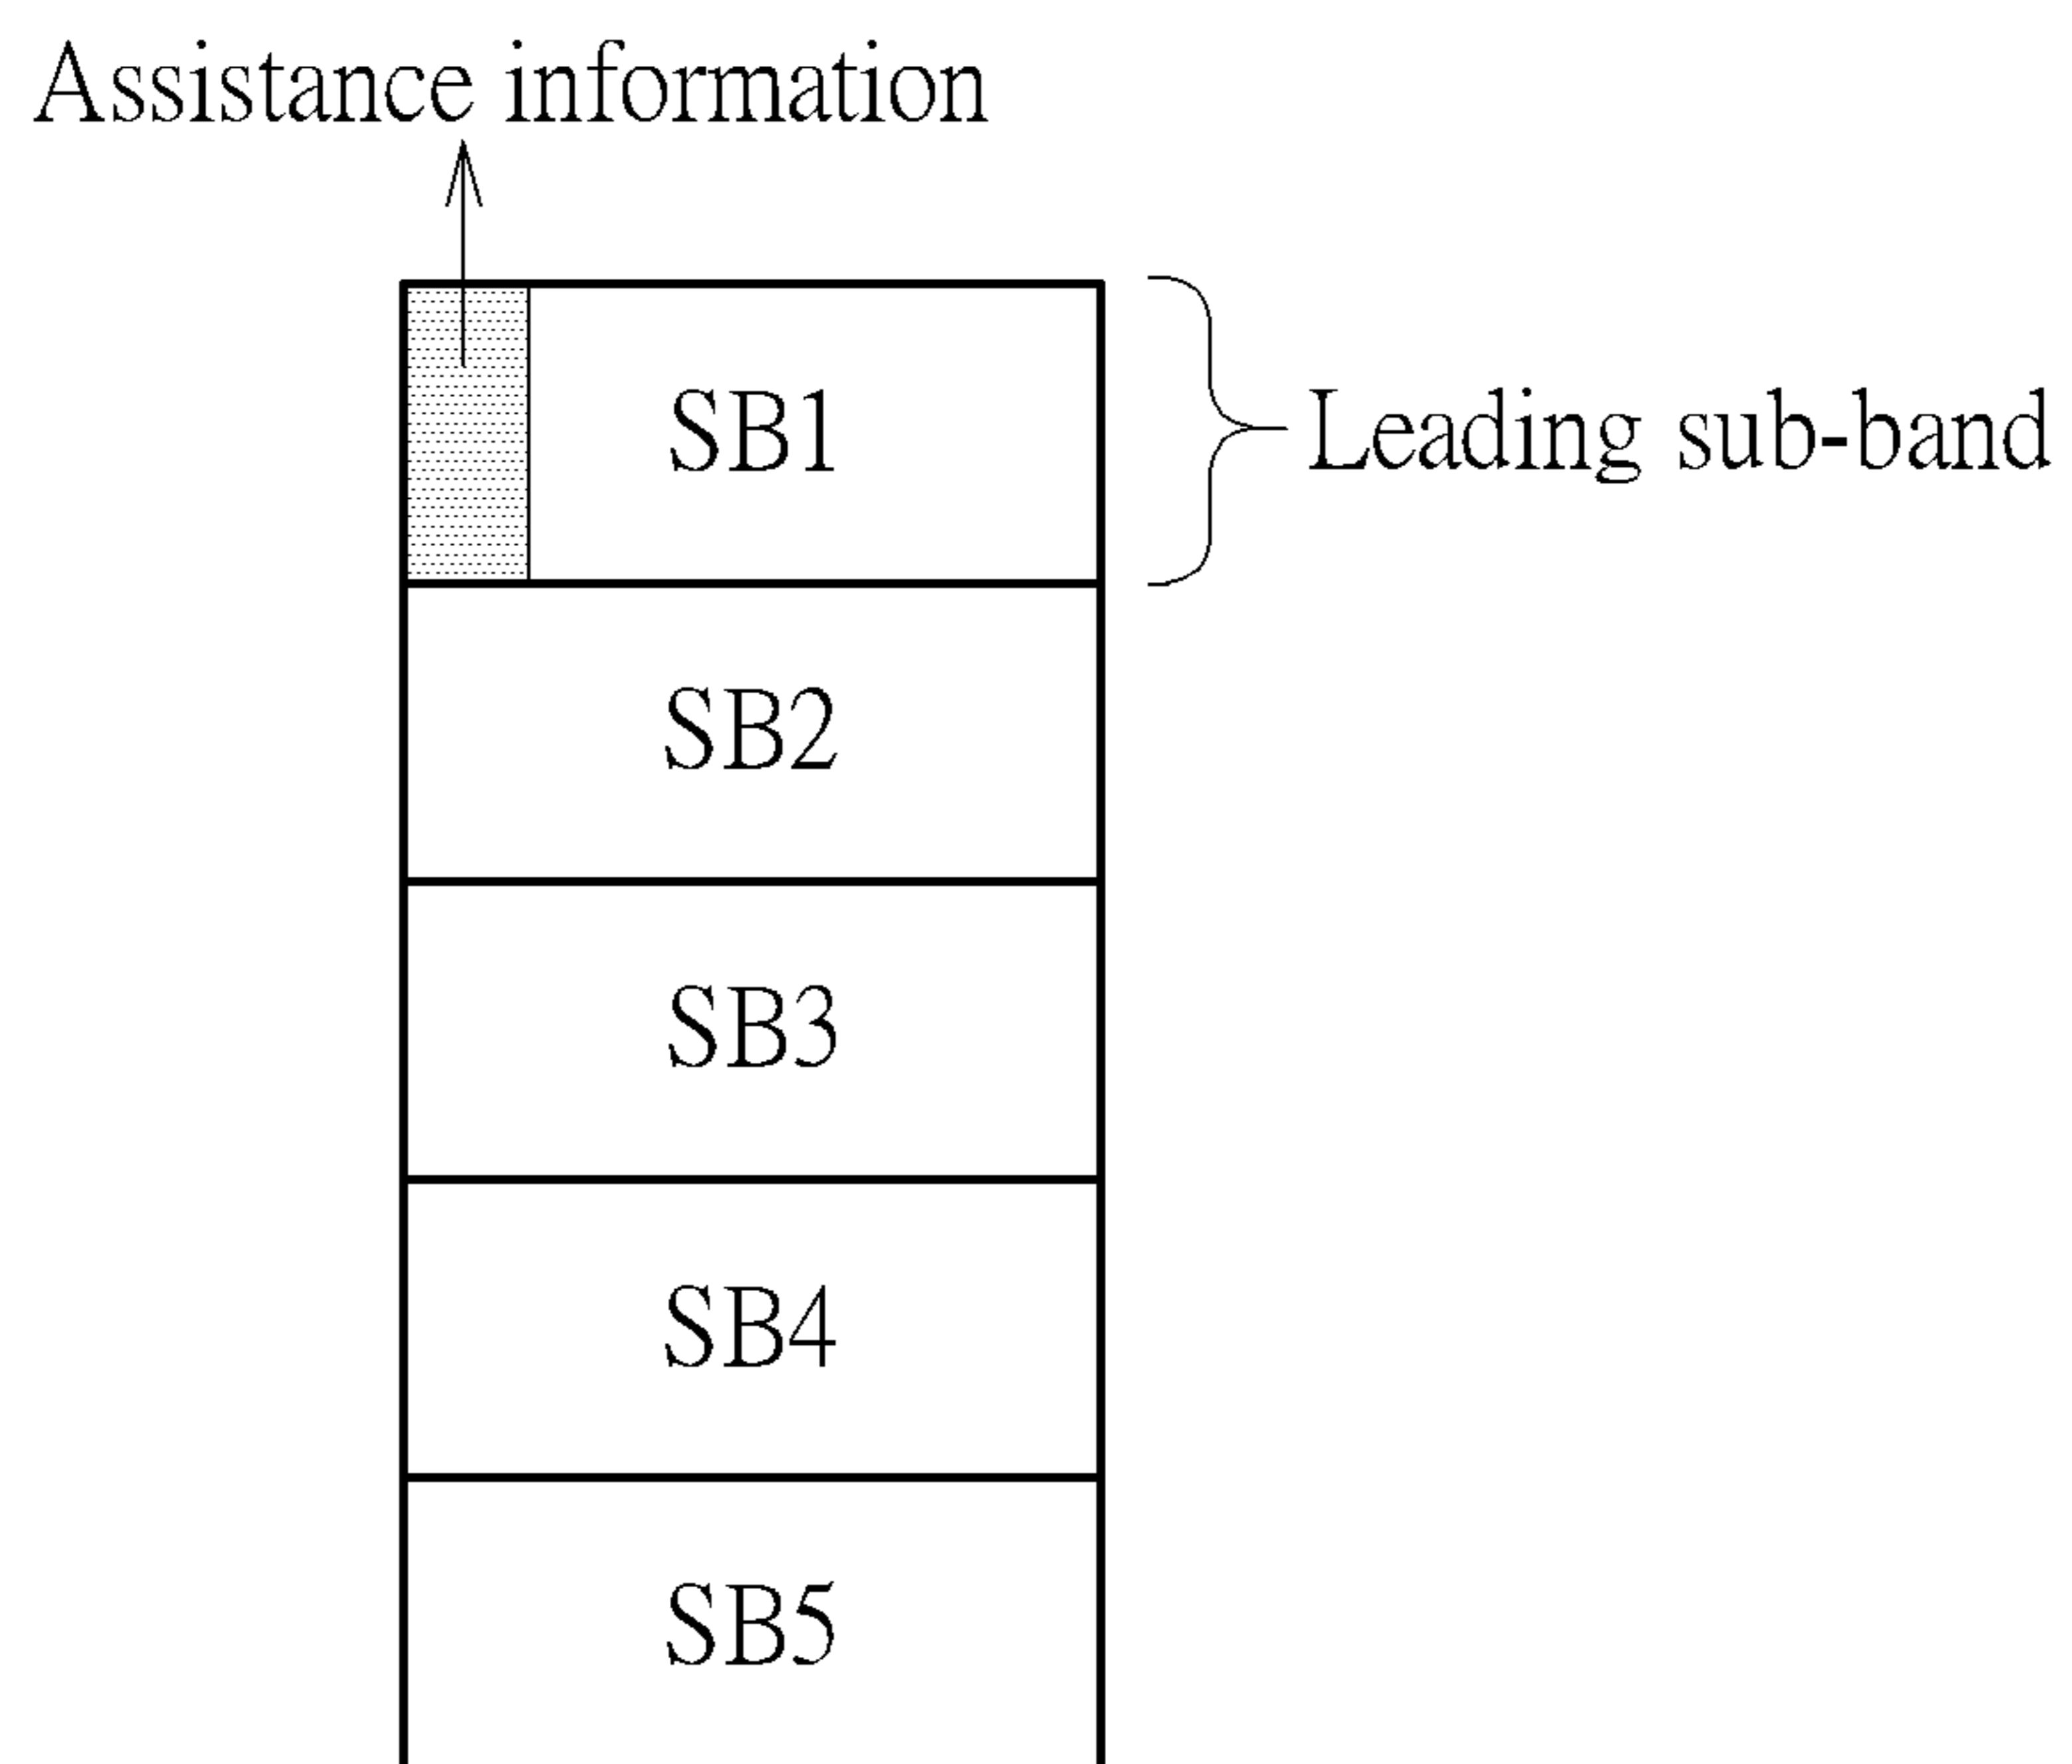 Assistance information
SB1
Leading sub-band
SB2
SB3
SB4
SB5